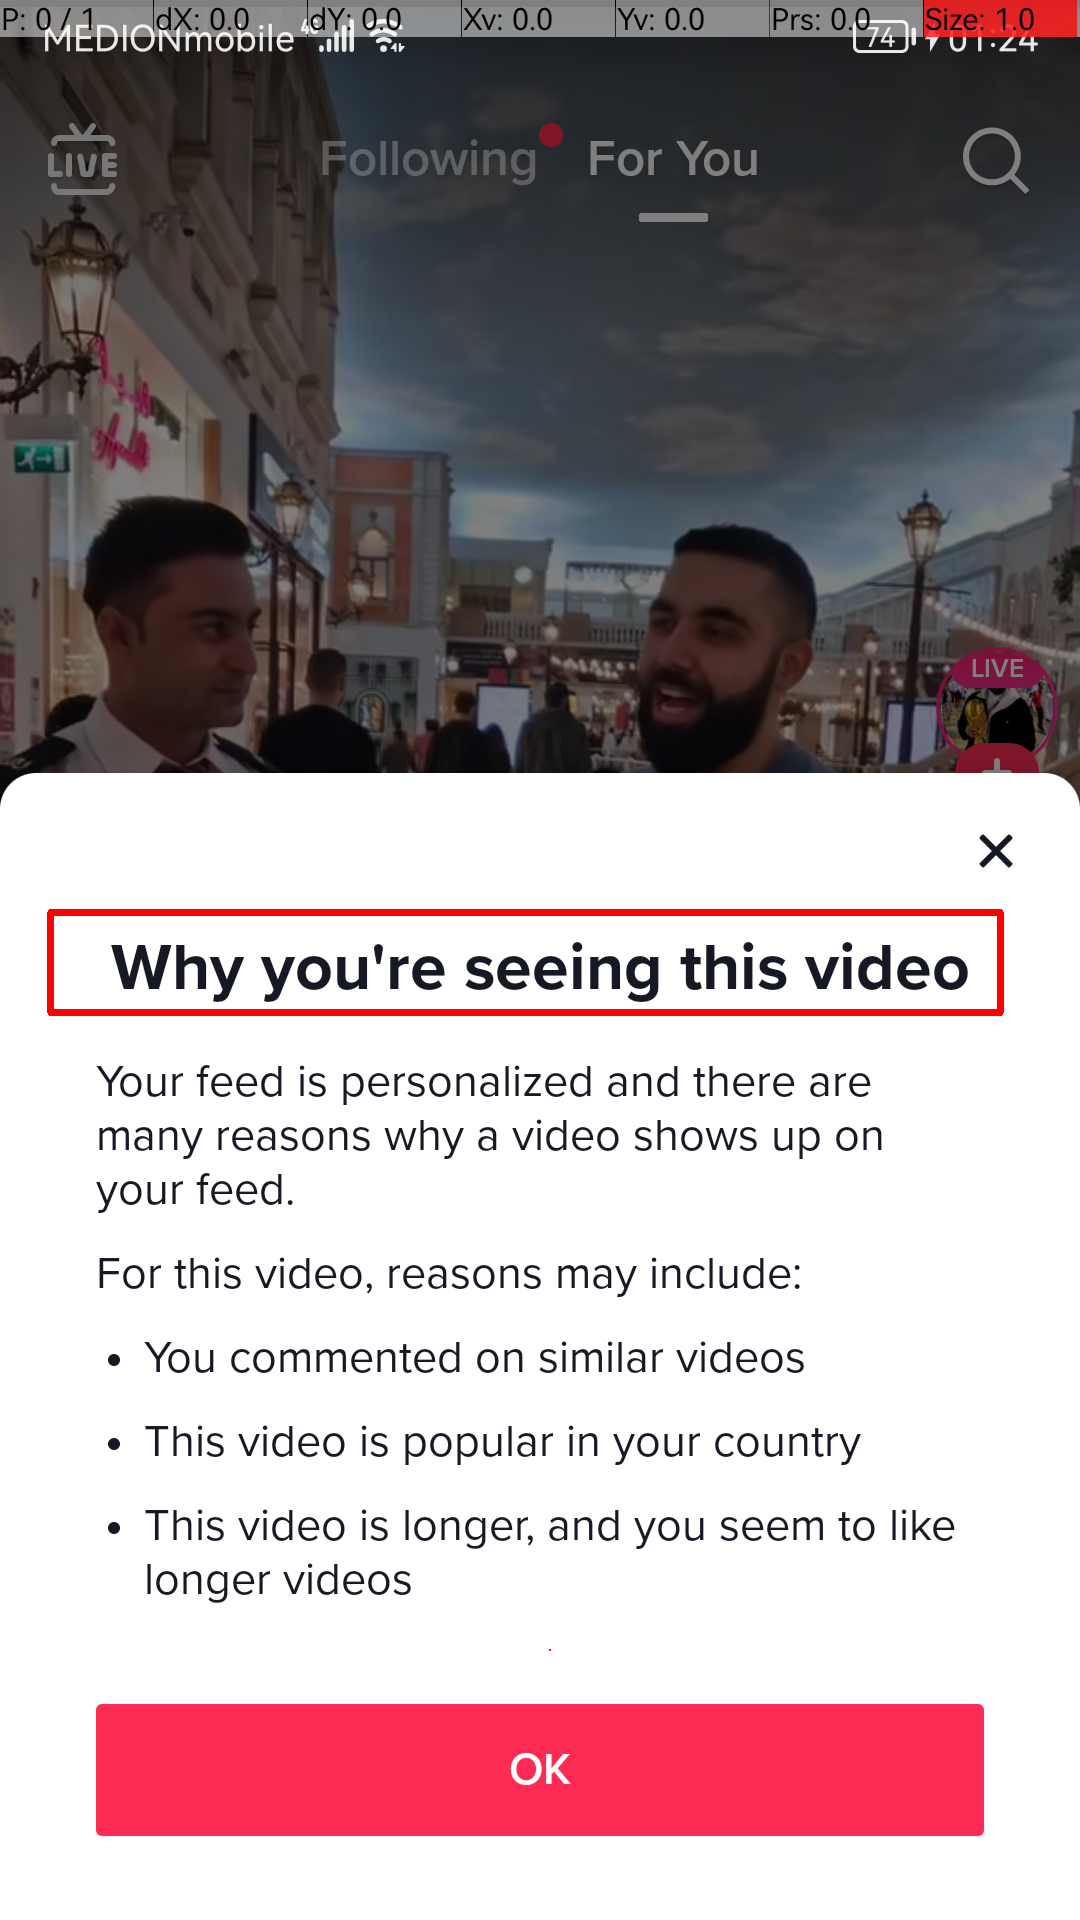 P: 0 / 1 dX: 0.0 dY: 0.0 Xv: 0.0 Yv: 0.0 Prs: 0.0 Size: 1.0
MEDIONmobile 4G 74 01:24
LIVE Following For You
LIVE
Why you're seeing this video
Your feed is personalized and there are
many reasons why a video shows up on
your feed.
For this video, reasons may include:
• You commented on similar videos
• This video is popular in your country
• This video is longer, and you seem to like
longer videos
OK